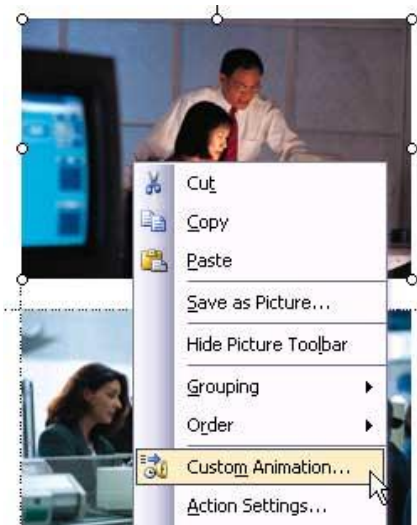 Cut
Copy
Paste
Save as Picture...
Hide Picture Toolbar
Grouping
Order
Custom Animation...
Action Settings...